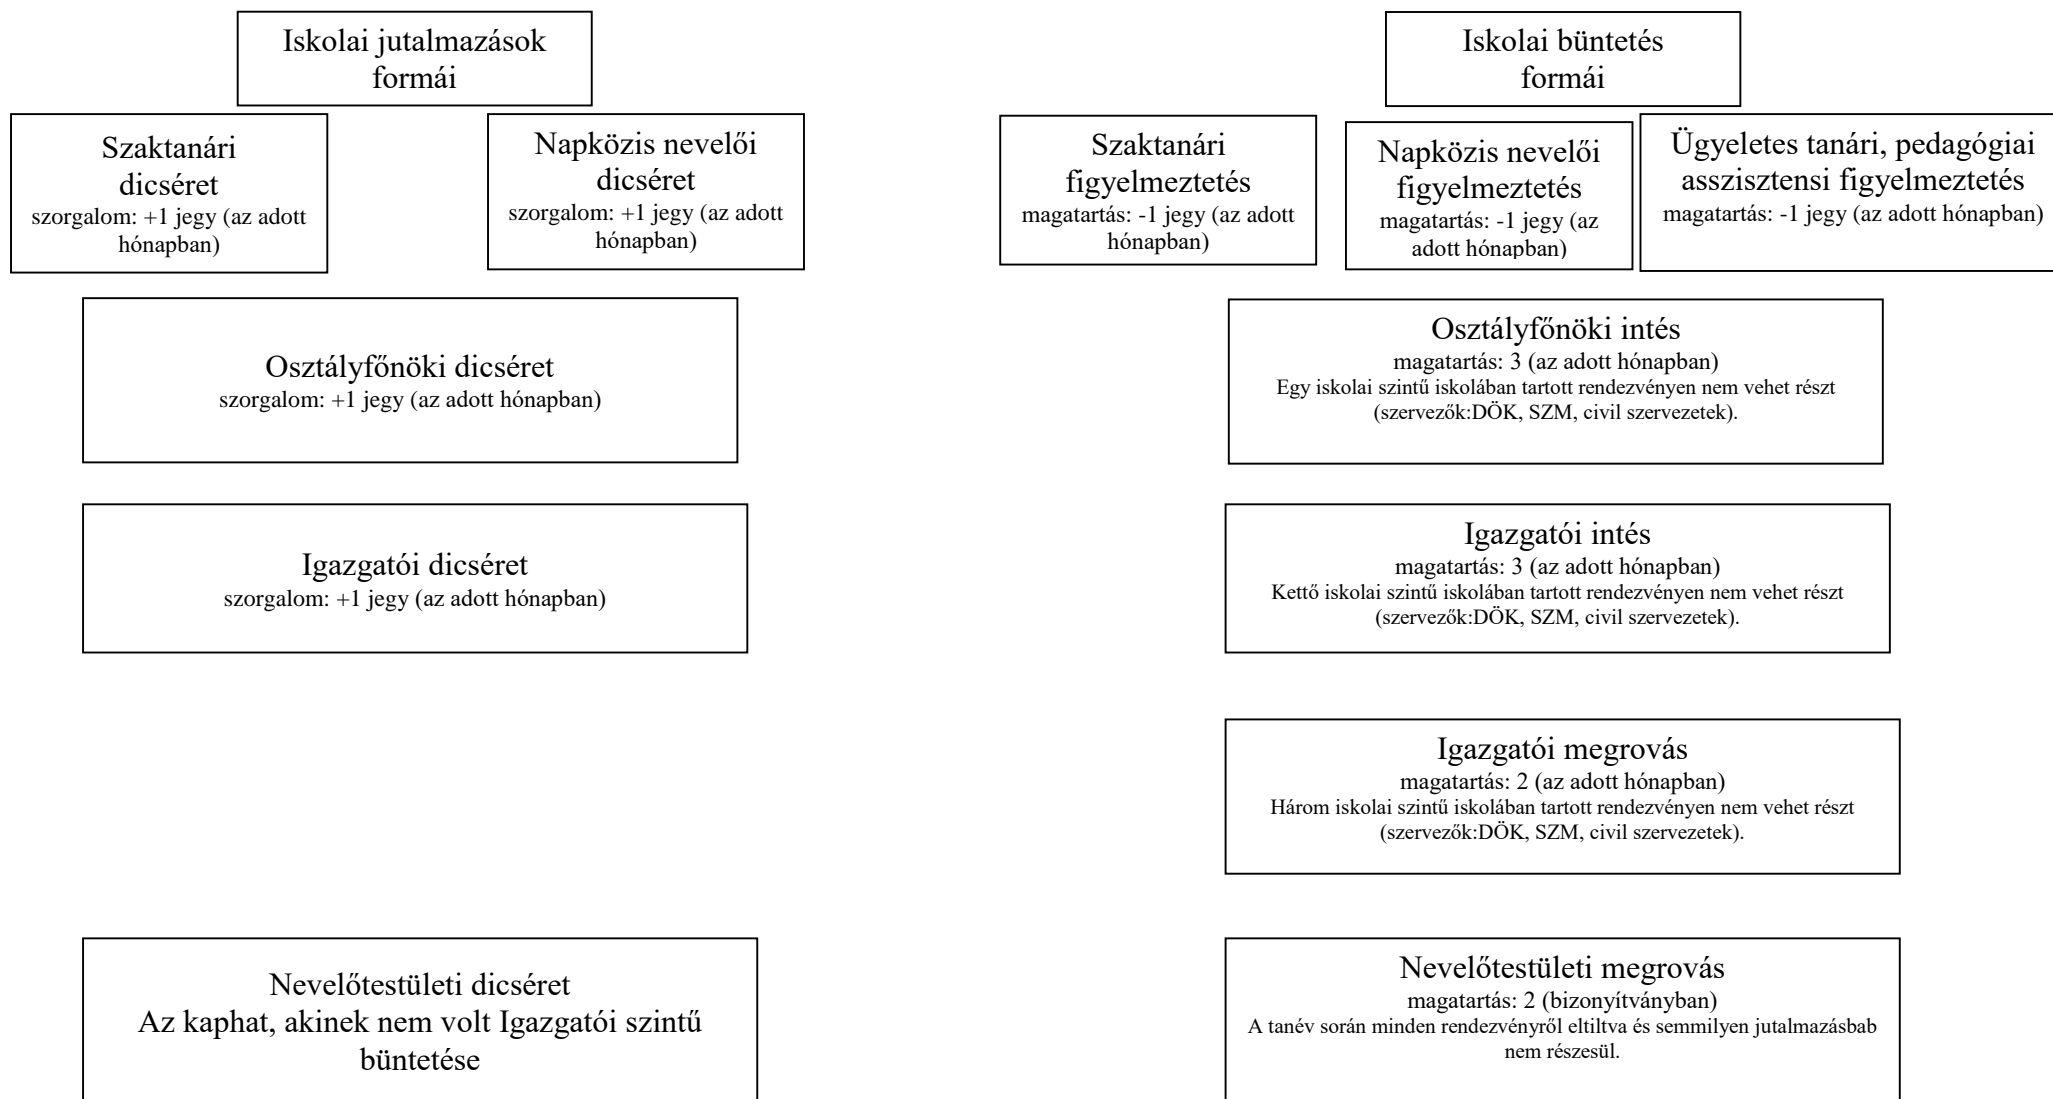 Iskolai jutalmazások
formái
Iskolai büntetés
formái
Szaktanári
dicséret
szorgalom: +1 jegy (az adott
hónapban)
Napközis nevelői
dicséret
szorgalom: +1 jegy (az adott
hónapban)
Szaktanári
figyelmeztetés
magatartás: -1 jegy (az adott
hónapban)
Napközis nevelői
figyelmeztetés
magatartás: -1 jegy (az
adott hónapban)
Ügyeletes tanári, pedagógiai
asszisztensi figyelmeztetés
magatartás: -1 jegy (az adott hónapban)
Osztályfőnöki dicséret
szorgalom: +1 jegy (az adott hónapban)
Osztályfőnöki intés
magatartás: 3 (az adott hónapban)
Egy iskolai szintű iskolában tartott rendezvényen nem vehet részt
(szervezők:DÖK, SZM, civil szervezetek).
Igazgatói dicséret
szorgalom: +1 jegy (az adott hónapban)
Igazgatói intés
magatartás: 3 (az adott hónapban)
Kettő iskolai szintű iskolában tartott rendezvényen nem vehet részt
(szervezők:DÖK, SZM, civil szervezetek).
Igazgatói megrovás
magatartás: 2 (az adott hónapban)
Három iskolai szintű iskolában tartott rendezvényen nem vehet részt
(szervezők:DÖK, SZM, civil szervezetek).
Nevelőtestületi dicséret
Az kaphat, akinek nem volt Igazgatói szintű
büntetése
Nevelőtestületi megrovás
magatartás: 2 (bizonyítványban)
A tanév során minden rendezvényről eltiltva és semmilyen jutalmazásbab
nem részesül.